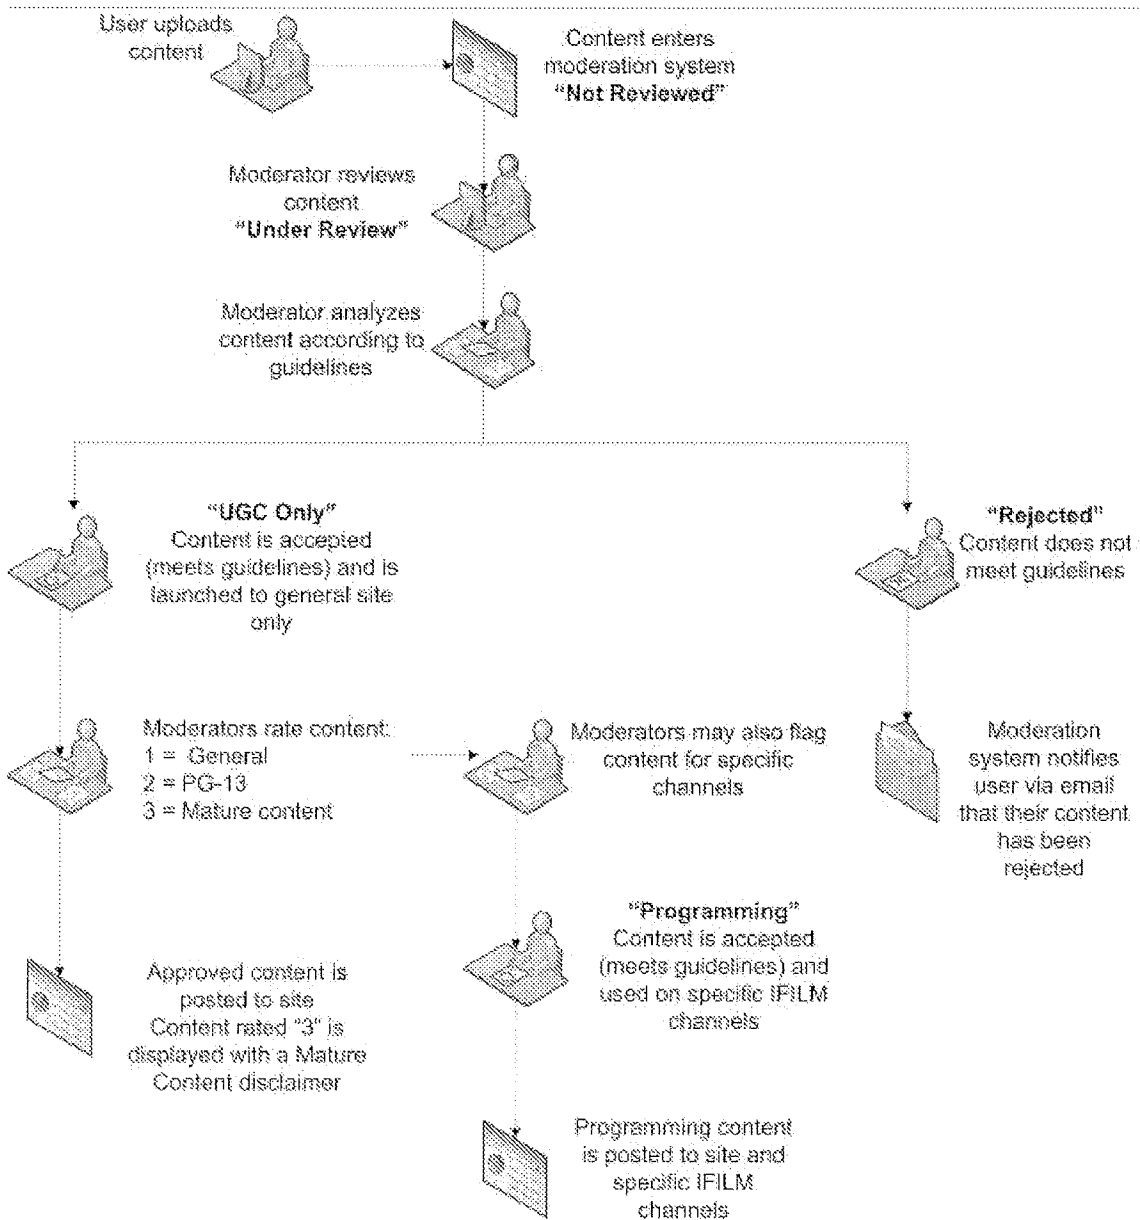 User uploads
content
Content enters
moderation system
“Not Reviewed”
Moderator reviews
content
“Under Review”
Moderator analyzes
content according to
guidelines
“UGC Only”
Content is accepted
(meets guidelines) and is
launched to general site
only
“Rejected”
Content does not
meet guidelines
Moderators rate content:
1 = General
2 = PG-13
3 = Mature content
Moderators may also flag
content for specific
channels
Moderation
system notifies
user via email
that their content
has been
rejected
“Programming”
Content is accepted
(meets guidelines) and
used on specific IFILM
channels
Approved content is
posted to site
Content rated “3” is
displayed with a Mature
Content disclaimer
Programming content
is posted to site and
specific IFILM
channels